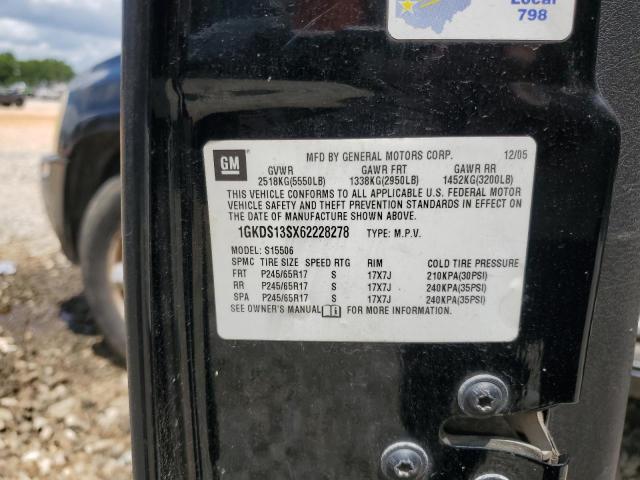 Local
798
GM
MFD BY GENERAL MOTORS CORP. 12/05
GVWR GAWR FRT GAWR RR
2518KG(5550LB) 1338KG(2950LB) 1452KG(3200LB)
THIS VEHICLE CONFORMS TO ALL APPLICABLE U.S. FEDERAL MOTOR
VEHICLE SAFETY AND THEFT PREVENTION STANDARDS IN EFFECT ON
THE DATE OF MANUFACTURE SHOWN ABOVE.
1GKDS13SX62228278 TYPE: M.P.V.
MODEL: S15506
SPMC TIRE SIZE SPEED RTG RIM COLD TIRE PRESSURE
FRT P245/65R17 S 17X7J 210KPA(30PSI)
RR P245/65R17 S 17X7J 240KPA(35PSI)
SPA P245/65R17 S 17X7J 240KPA(35PSI)
SEE OWNER'S MANUAL FOR MORE INFORMATION.